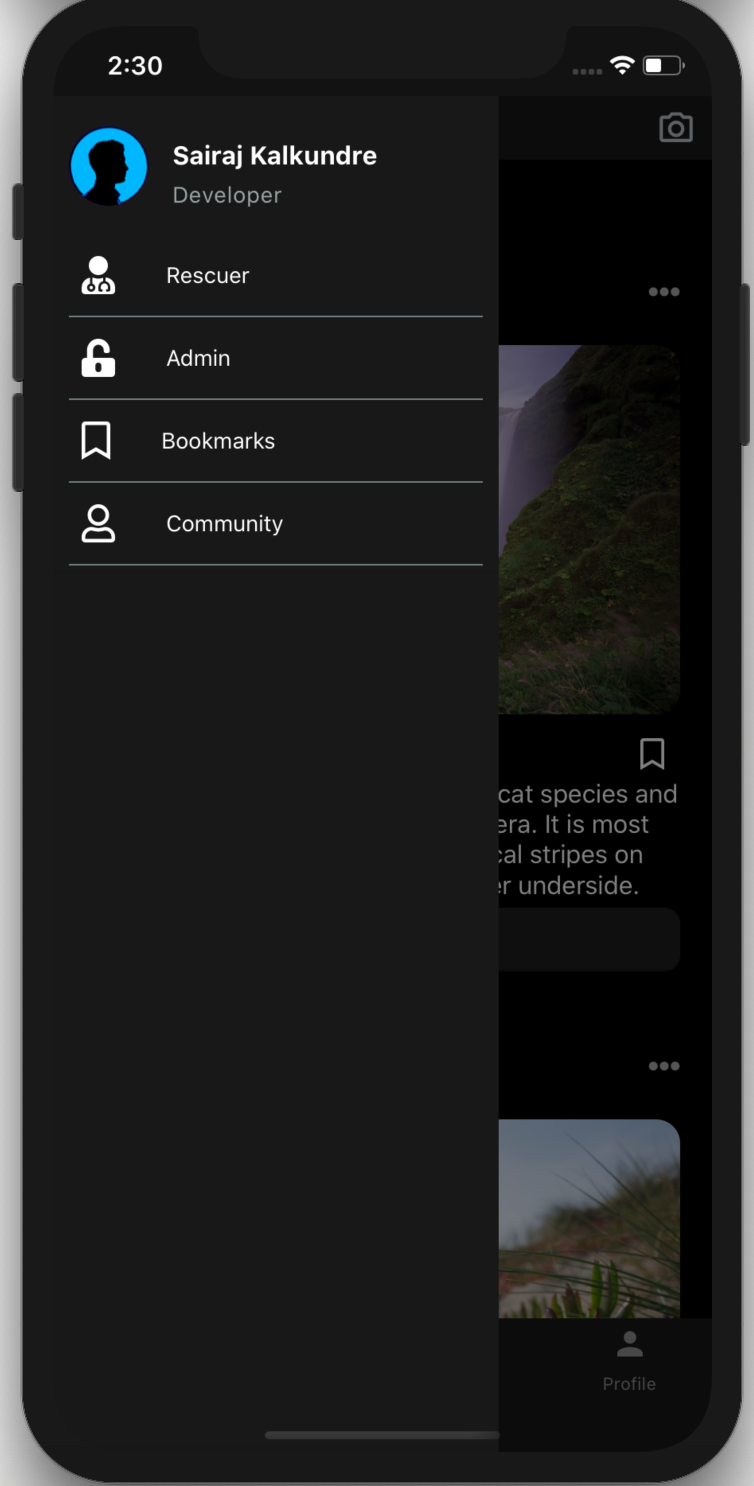 2:30
Sairaj Kalkundre
Developer
Rescuer
Admin
Bookmarks
Community
cat species and
era. It is most
cal stripes on
er underside.
Profile